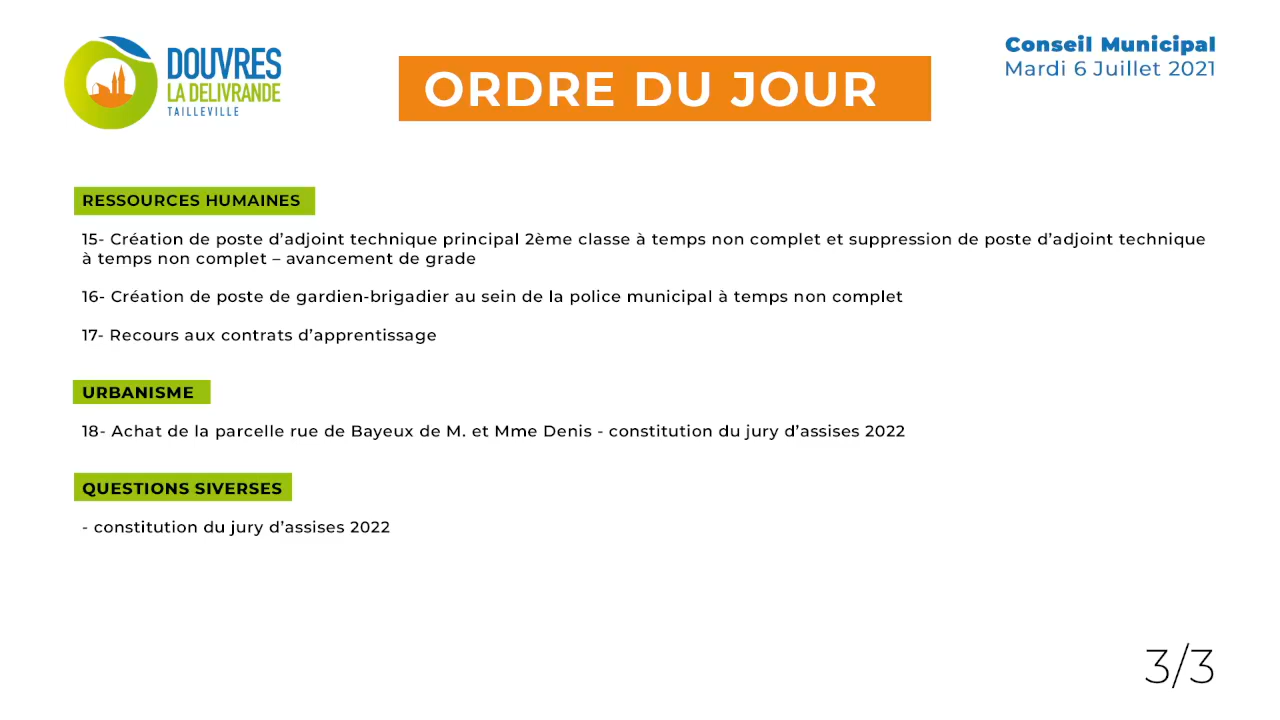 DOUVRES
LA DELIVRANDE
TAILLEVILLE
ORDRE DU JOUR
Conseil Municipal
Mardi 6 Juillet 2021
RESSOURCES HUMAINES
15- Création de poste d’adjoint technique principal 2ème classe à temps non complet et suppression de poste d’adjoint technique
à temps non complet – avancement de grade
16- Création de poste de gardien-brigadier au sein de la police municipal à temps non complet
17- Recours aux contrats d’apprentissage
URBANISME
18- Achat de la parcelle rue de Bayeux de M. et Mme Denis - constitution du jury d’assises 2022
QUESTIONS SIVERSES
- constitution du jury d’assises 2022
3/3